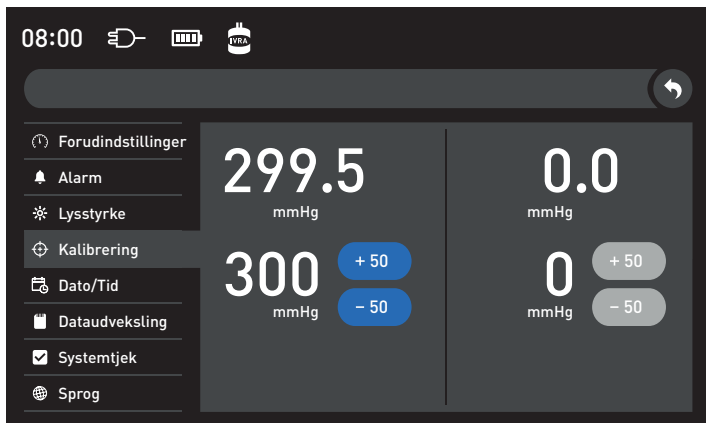 08:00
IVRA
Forudindstillinger
Alarm
Lysstyrke
Kalibrering
Dato/Tid
Dataudveksling
Systemtjek
Sprog
299.5
mmHg
300
mmHg
+ 50
− 50
0.0
mmHg
0
mmHg
+ 50
− 50